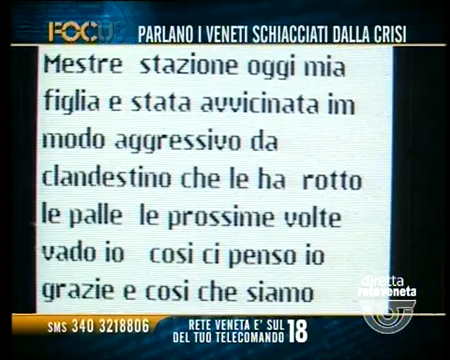 FOCUS PARLANO I VENETI SCHIACCIATI DALLA CRISI
Mestre stazione oggi mia
figlia e stata avvicinata im
modo aggressivo da
clandestino che le ha rotto
le palle le prossime volte
vado io cosi ci penso io
grazie e cosi che siamo
diretta
reteveneta
SMS 340 3218806
RETE VENETA E' SUL
DEL TUO TELECOMANDO 18